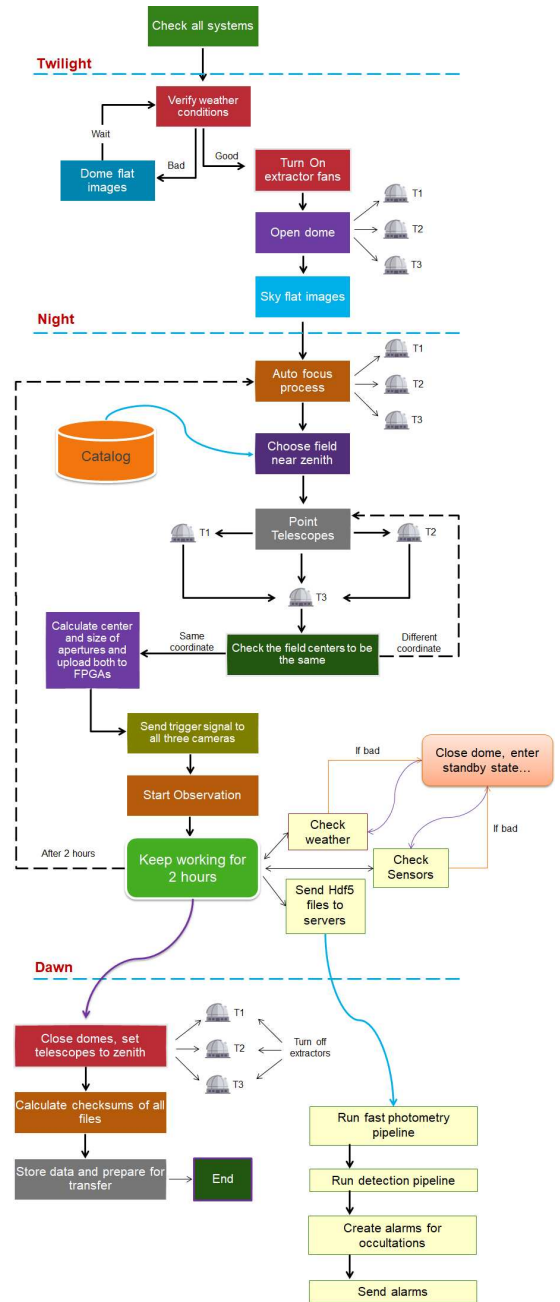 Check all systems
Twilight
Verify weather
conditions
Wait
Good
Bad
Dome flat
images
Turn On
extractor fans
T1
Open dome
T2
T3
Sky flat images
Night
T1
Auto focus
process
T2
T3
Catalog
Choose field
near zenith
Point
Telescopes
T1
T2
T3
Calculate center
and size of
apertures and
upload both to
FPGAs
Same
coordinate
Check the field centers to
be the same
Different
coordinate
Send trigger signal to
all three cameras
If bad
Close dome, enter
standby state...
Start Observation
Check
weather
If bad
After 2 hours
Keep working for
2 hours
Check
Sensors
Send Hdf5
files to
servers
Dawn
T1
Close domes, set
telescopes to zenith
T2
Turn off
extractors
T3
Calculate checksums of all
files
Run fast photometry
pipeline
Store data and prepare for
transfer
End
Run detection pipeline
Create alarms for
occultations
Send alarms